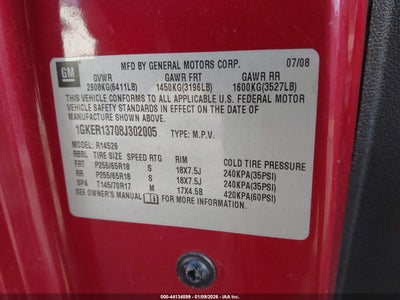 GM
MFD BY GENERAL MOTORS CORP. 07/08
GVWR GAWR FRT GAWR RR
2908KG(6411LB) 1450KG(3196LB) 1600KG(3527LB)
THIS VEHICLE CONFORMS TO ALL APPLICABLE U.S. FEDERAL MOTOR
VEHICLE SAFETY STANDARDS IN EFFECT ON THE DATE OF
MANUFACTURE SHOWN ABOVE.
1GKER13708J302005 TYPE: M.P.V.
MODEL: R14526
RBBL TIRE SIZE SPEED RTG RIM COLD TIRE PRESSURE
FRT P255/65R18 S 18X7.5J 240KPA(35PSI)
RR P255/65R18 S 18X7.5J 240KPA(35PSI)
SPA T145/70R17 M 17X4.5B 420KPA(60PSI)
SEE OWNER'S MANUAL FOR MORE INFORMATION.
000-44134599 - 01/09/2026 - © 2026 IAA Holdings, LLC